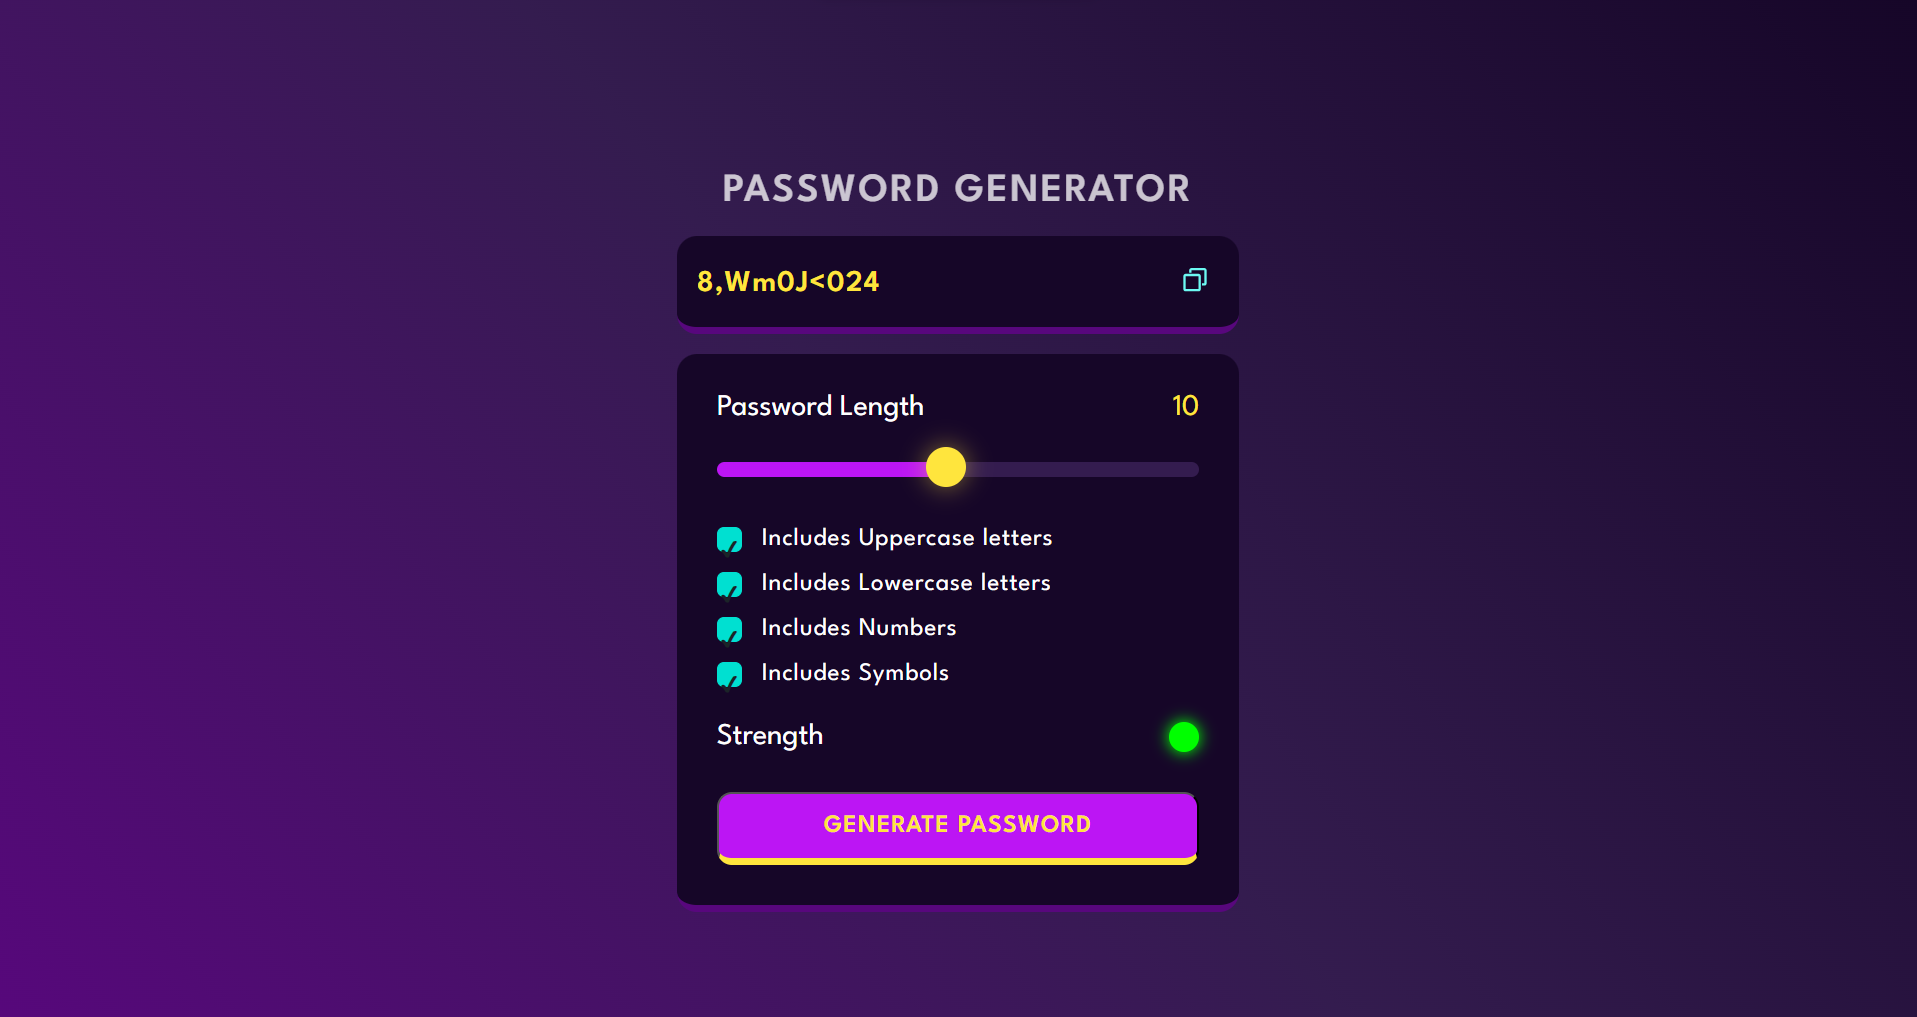 PASSWORD GENERATOR
8,Wm0J<024
Password Length 10
Includes Uppercase letters
Includes Lowercase letters
Includes Numbers
Includes Symbols
Strength
GENERATE PASSWORD